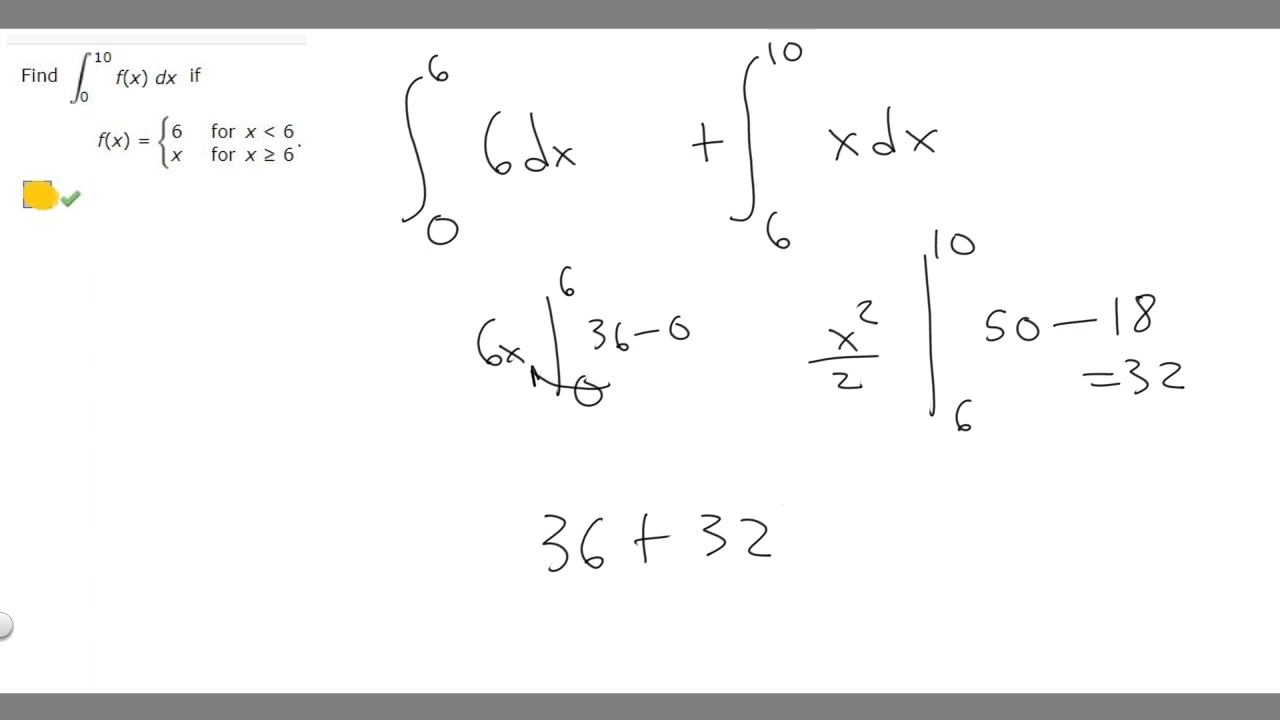 Find ∫₀¹⁰ f(x) dx if
f(x) = { 6 for x < 6
x for x ≥ 6 .
∫₀⁶ 6dx + ∫₆¹⁰ xdx
6x |₀⁶ 36-0
x²/2 |₆¹⁰ 50-18
=32
36+32